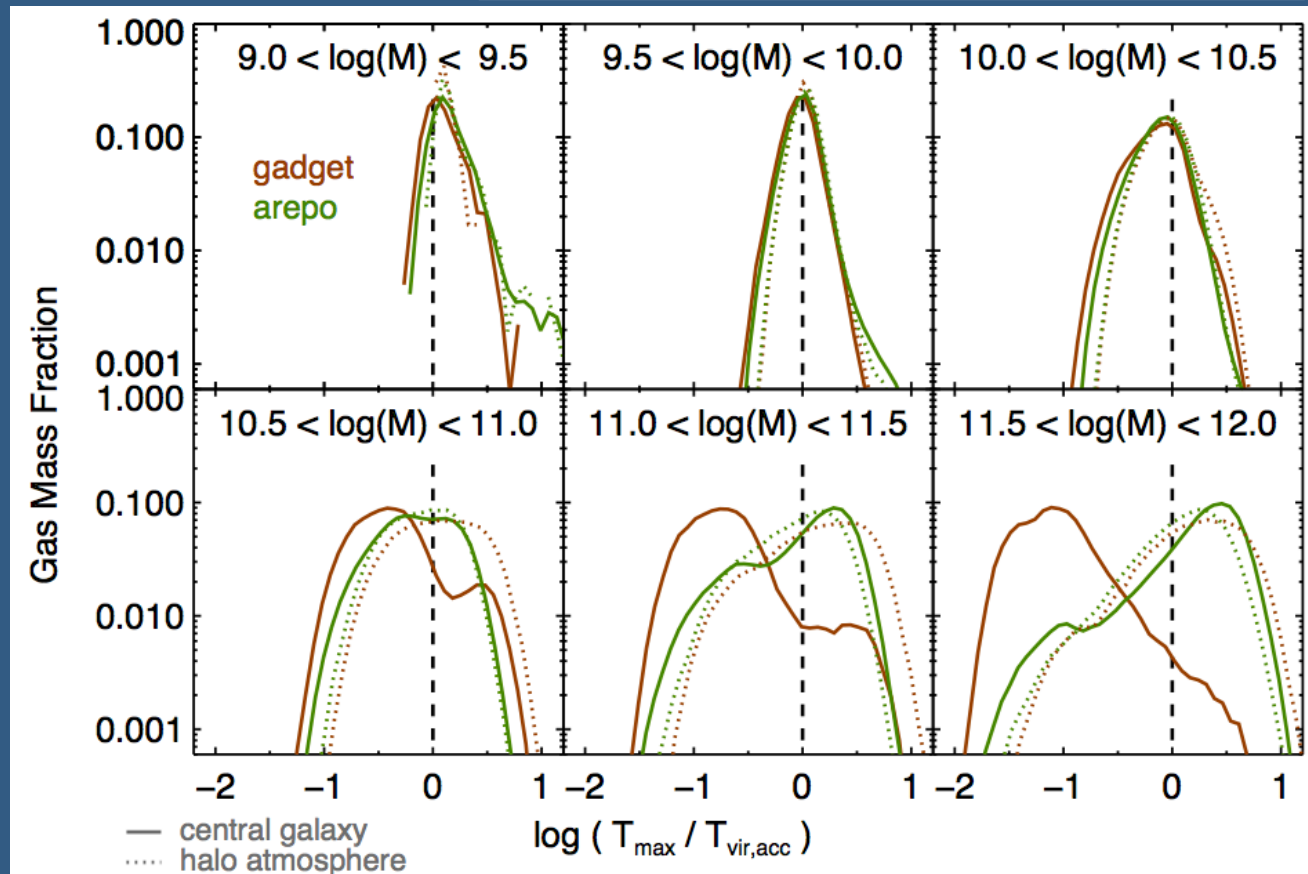 1.000
0.100
0.010
0.001
9.0 < log(M) < 9.5
9.5 < log(M) < 10.0
10.0 < log(M) < 10.5
gadget
arepo
Gas Mass Fraction
1.000
0.100
0.010
0.001
10.5 < log(M) < 11.0
11.0 < log(M) < 11.5
11.5 < log(M) < 12.0
−2 −1 0 1 −2 −1 0 1 −2 −1 0 1
log ( Tmax / Tvir,acc )
central galaxy
halo atmosphere